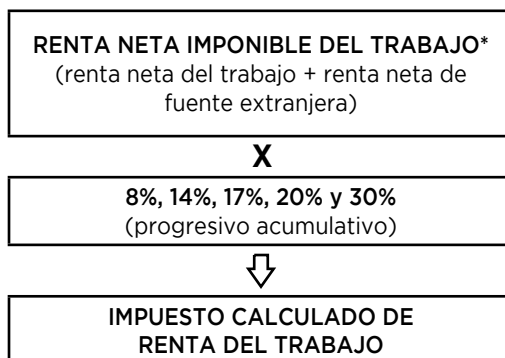 RENTA NETA IMPONIBLE DEL TRABAJO*
(renta neta del trabajo + renta neta de
fuente extranjera)
X
8%, 14%, 17%, 20% y 30%
(progresivo acumulativo)
IMPUESTO CALCULADO DE
RENTA DEL TRABAJO